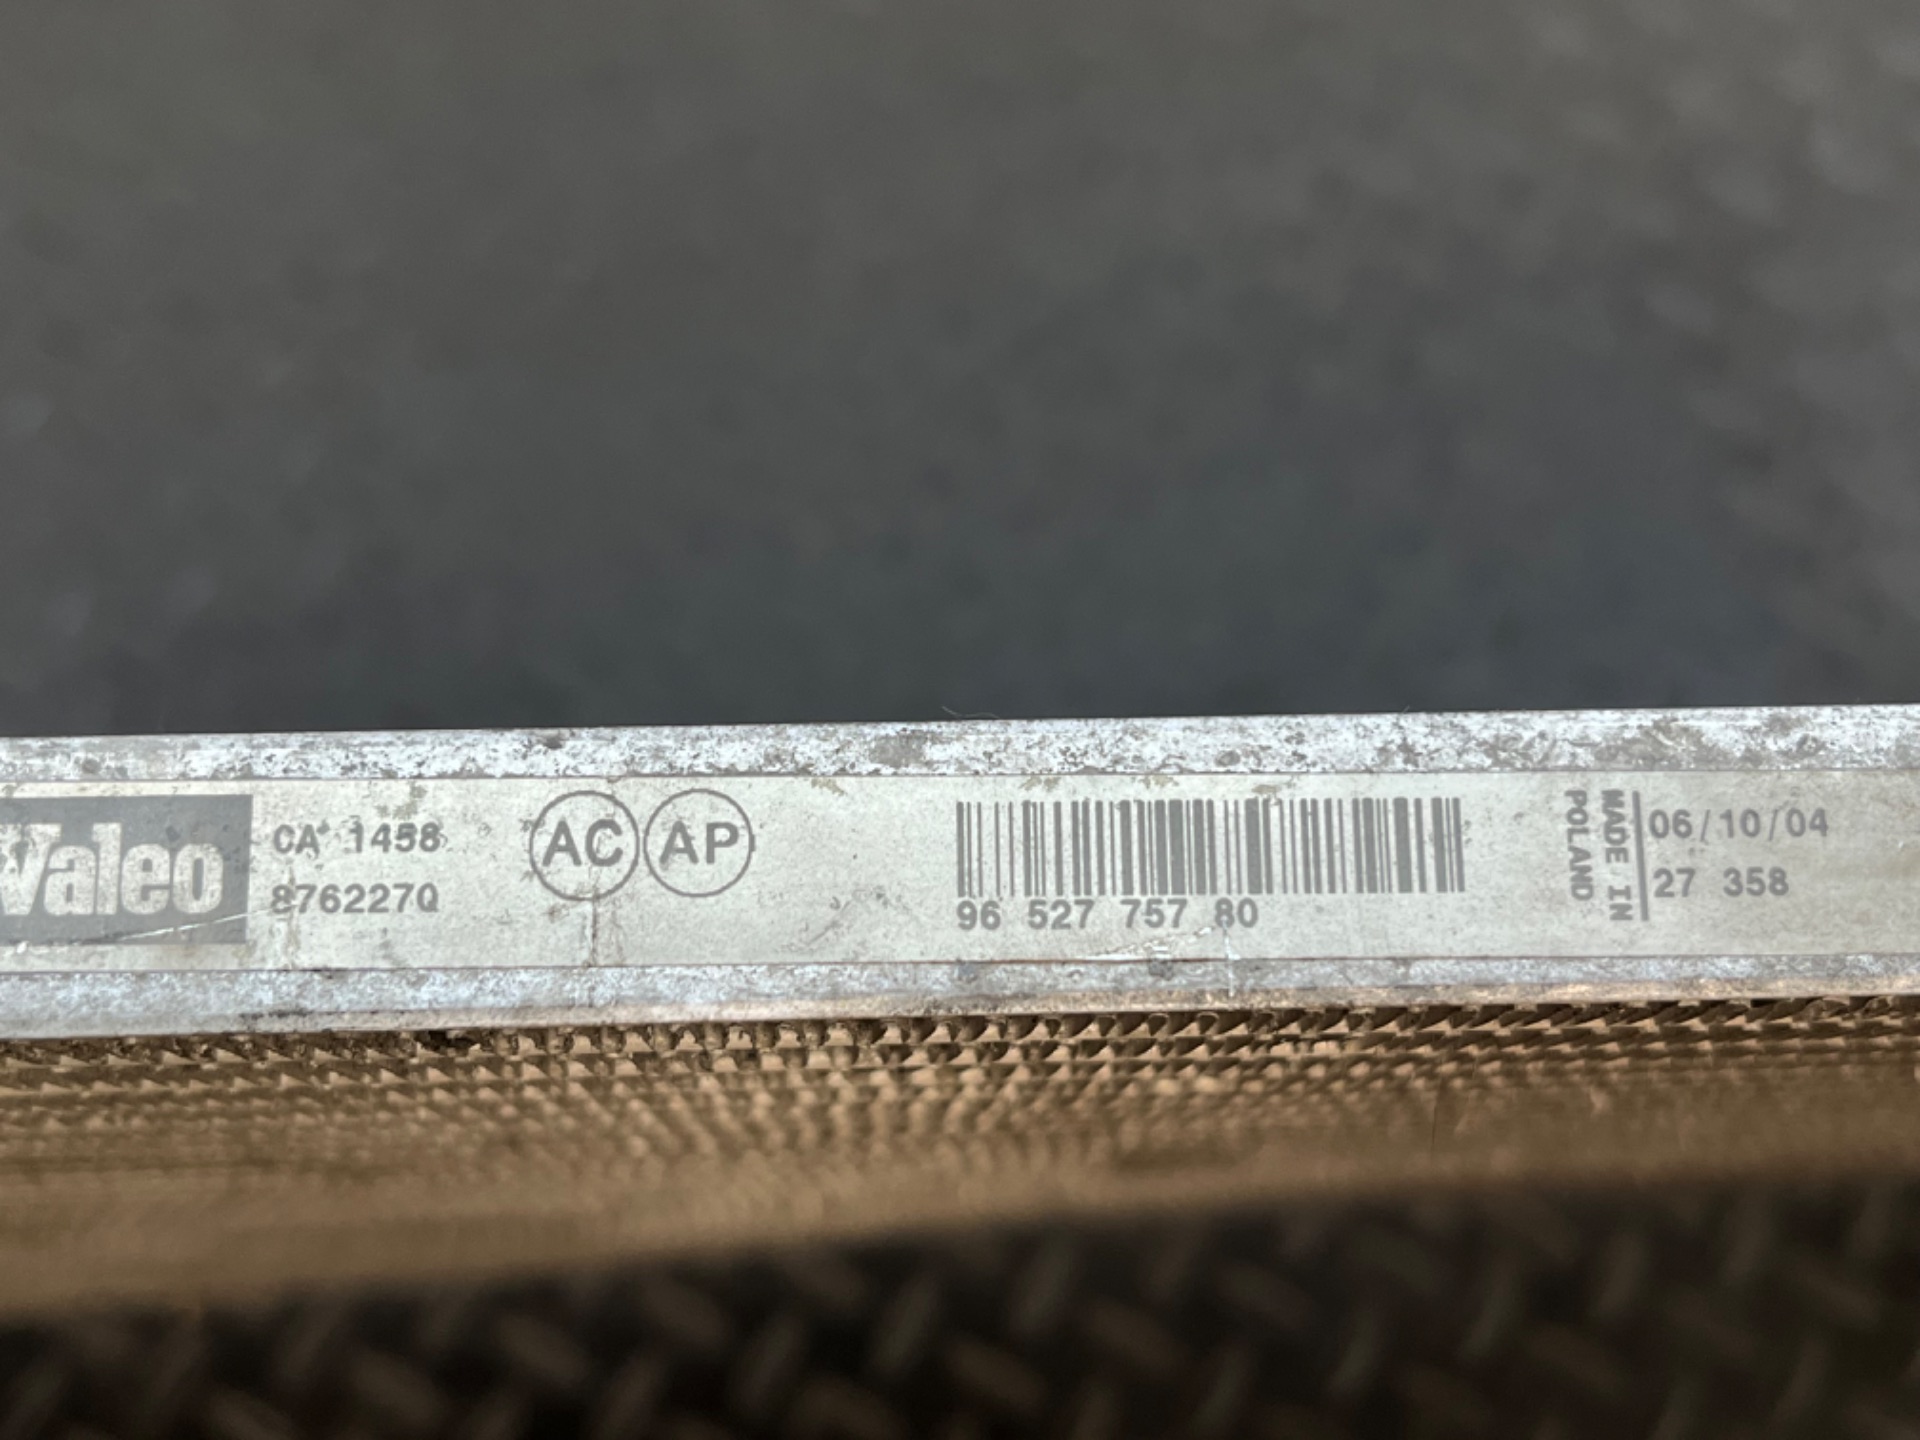 Valeo
CA 1458
876227Q
AC AP
96 527 757 80
MADE IN
POLAND
06/10/04
27 358